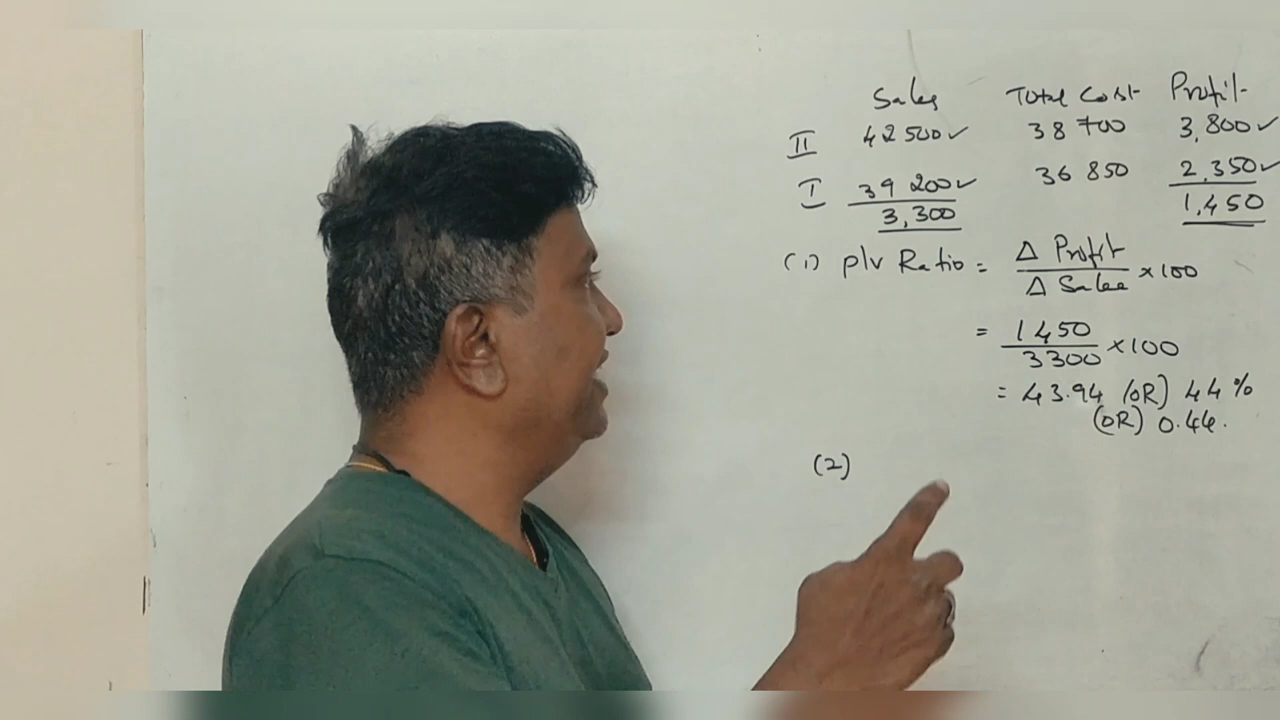 Sales Total Cost Profit
II 42500✓ 38700 3,800✓
I 39200✓ 36850 2,350✓
3,300 1,450
(1) P/V Ratio = Δ Profit / Δ Sales × 100
= 1450 / 3300 × 100
= 43.94 (OR) 44%
(OR) 0.44.
(2)